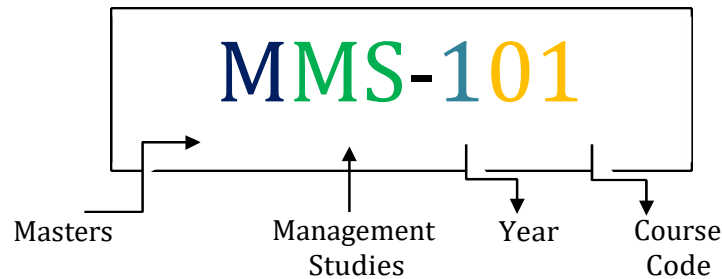 MMS-101
Masters
Management
Studies
Year
Course
Code